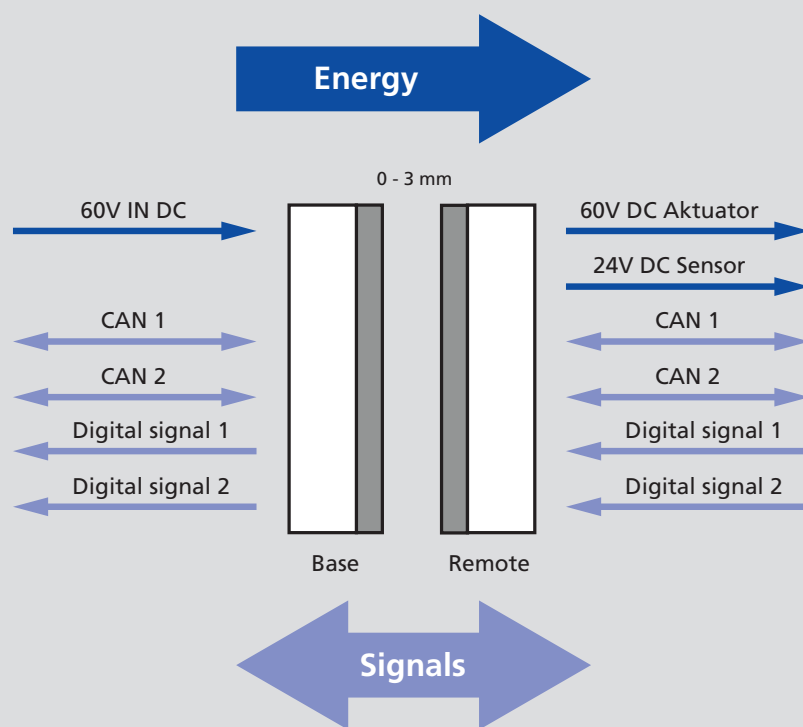 Energy
0 - 3 mm
60V IN DC
60V DC Aktuator
24V DC Sensor
CAN 1
CAN 1
CAN 2
CAN 2
Digital signal 1
Digital signal 1
Digital signal 2
Digital signal 2
Base
Remote
Signals